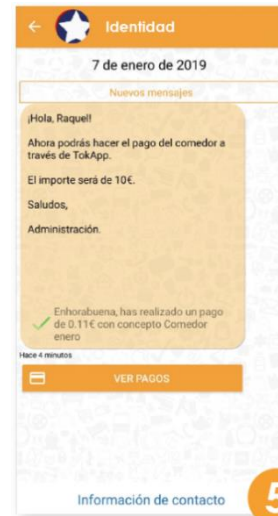 Identidad
7 de enero de 2019
Nuevos mensajes
¡Hola, Raquel!
Ahora podrás hacer el pago del comedor a
través de TokApp.
El importe será de 10€.
Saludos,
Administración.
Enhorabuena, has realizado un pago
de 0.11€ con concepto Comedor
enero
Hace 4 minutos
VER PAGOS
Información de contacto
5